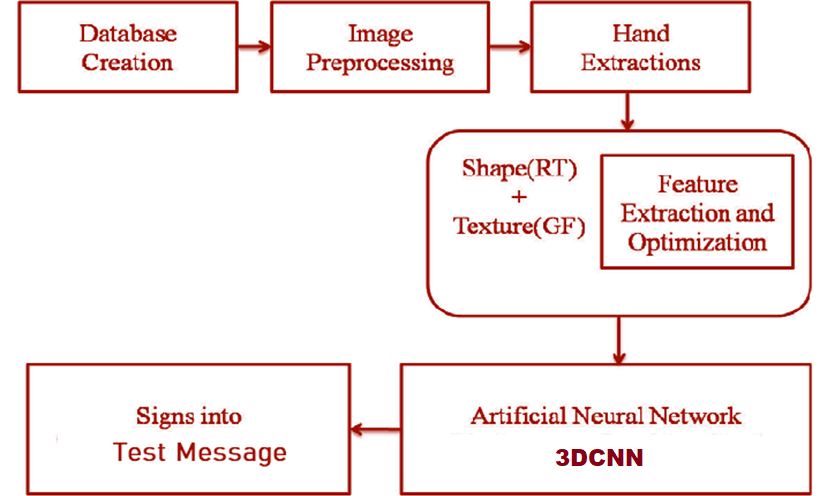 Database
Creation
Image
Preprocessing
Hand
Extractions
Shape(RT)
+
Texture(GF)
Feature
Extraction and
Optimization
Artificial Neural Network
3DCNN
Signs into
Test Message